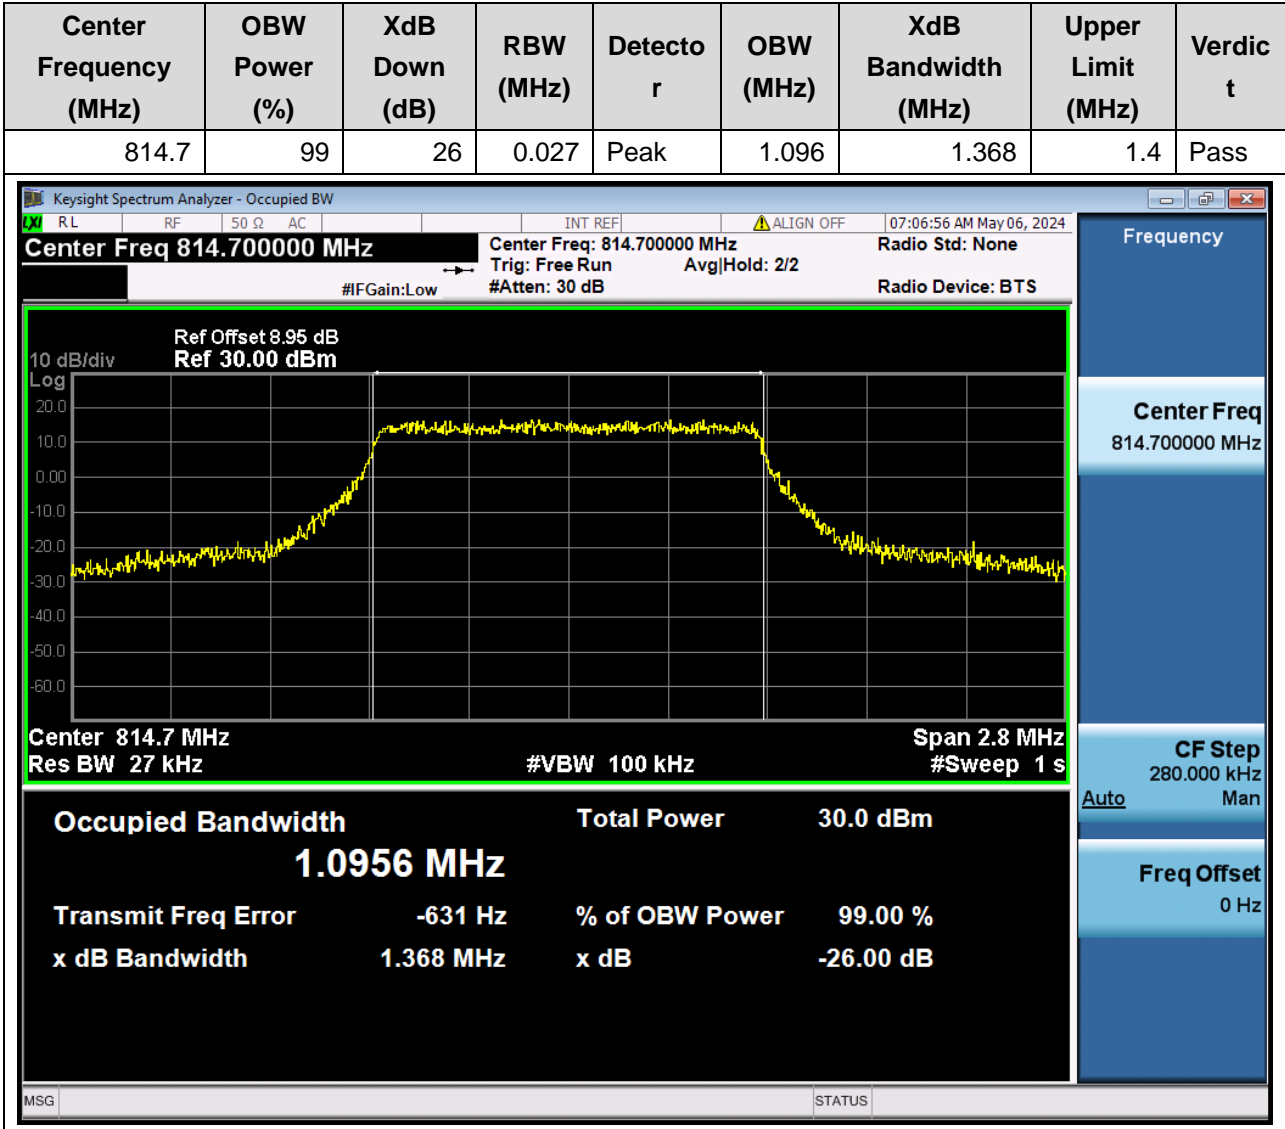 Center Frequency (MHz) OBW Power (%) XdB Down (dB) RBW (MHz) Detecto r OBW (MHz) XdB Bandwidth (MHz) Upper Limit (MHz) Verdic t
814.7 99 26 0.027 Peak 1.096 1.368 1.4 Pass
Keysight Spectrum Analyzer - Occupied BW
LXI RL RF 50 Ω AC INT REF ALIGN OFF 07:06:56 AM May 06, 2024
Center Freq 814.700000 MHz
#IFGain:Low
Center Freq: 814.700000 MHz
Trig: Free Run Avg|Hold: 2/2
#Atten: 30 dB
Radio Std: None
Radio Device: BTS
Ref Offset 8.95 dB
10 dB/div Ref 30.00 dBm
Log
20.0
10.0
0.00
-10.0
-20.0
-30.0
-40.0
-50.0
-60.0
Center 814.7 MHz Span 2.8 MHz
Res BW 27 kHz #VBW 100 kHz #Sweep 1 s
Occupied Bandwidth Total Power 30.0 dBm
1.0956 MHz
Transmit Freq Error -631 Hz % of OBW Power 99.00 %
x dB Bandwidth 1.368 MHz x dB -26.00 dB
MSG STATUS
Frequency
Center Freq
814.700000 MHz
CF Step
280.000 kHz
Auto Man
Freq Offset
0 Hz